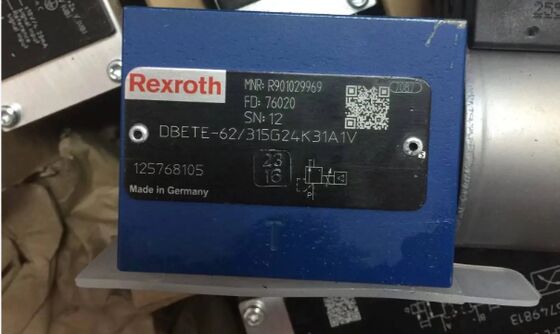 Rexroth
MNR: R901029969
FD: 76020
SN: 12
DBETE-62/315G24K31A1V
125768105
23
16
Made in Germany
P
T